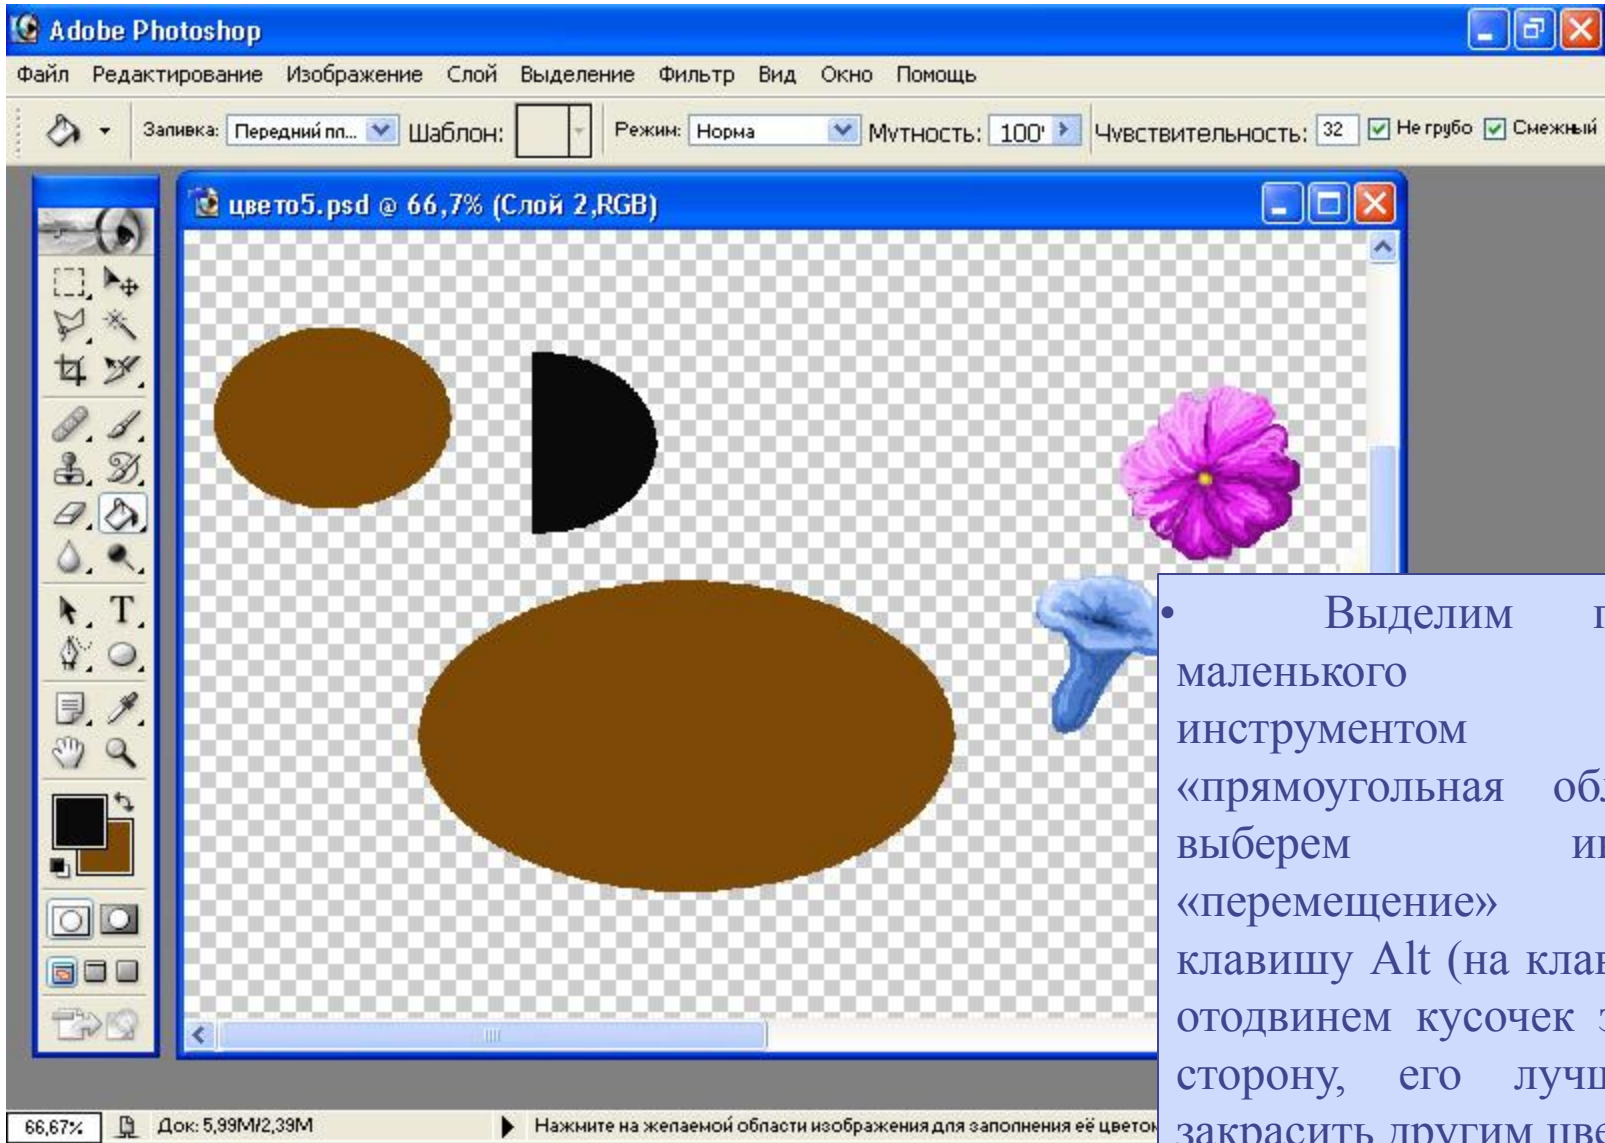 Adobe Photoshop
Файл Редактирование Изображение Слой Выделение Фильтр Вид Окно Помощь
Заливка: Передний пл... Шаблон: Режим: Норма Мутность: 100' Чувствительность: 32 Не грубо Смежный
цвето5.psd @ 66,7% (Слой 2,RGB)
• Выделим
маленького
инструментом
«прямоугольная
выберем
«перемещение»
клавишу Alt (на
отодвинем кусочек
сторону, его
закрасить другим
T
66,67% Док: 5,99M/2,39M Нажмите на желаемой области изображения для заполнения её